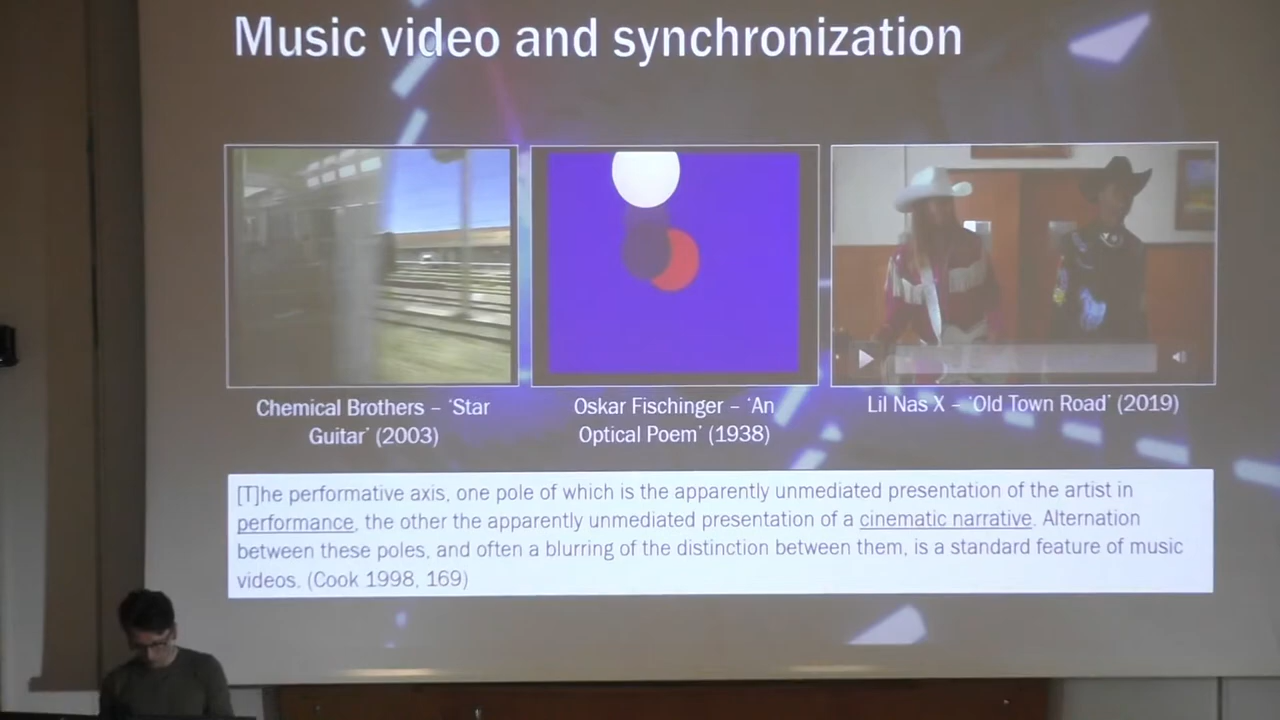 Music video and synchronization
Chemical Brothers – 'Star
Guitar' (2003)
Oskar Fischinger – 'An
Optical Poem' (1938)
Lil Nas X – 'Old Town Road' (2019)
[T]he performative axis, one pole of which is the apparently unmediated presentation of the artist in
performance, the other the apparently unmediated presentation of a cinematic narrative. Alternation
between these poles, and often a blurring of the distinction between them, is a standard feature of music
videos. (Cook 1998, 169)